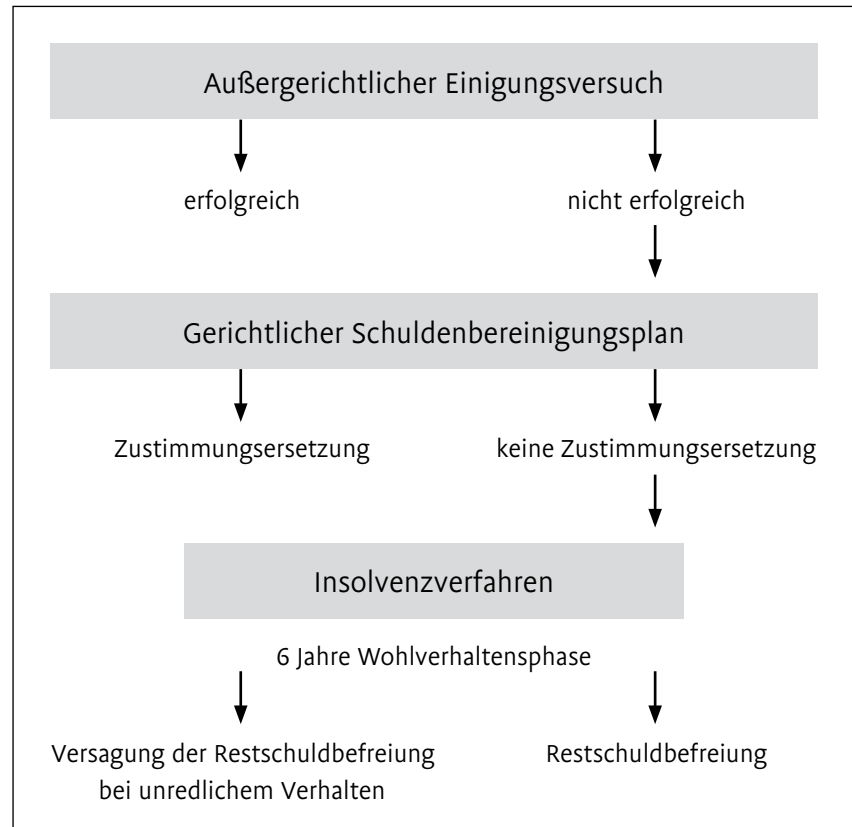 Außergerichtlicher Einigungsversuch
erfolgreich
nicht erfolgreich
Gerichtlicher Schuldenbereinigungsplan
Zustimmungsersetzung
keine Zustimmungsersetzung
Insolvenzverfahren
6 Jahre Wohlverhaltensphase
Versagung der Restschuldbefreiung
bei unredlichem Verhalten
Restschuldbefreiung